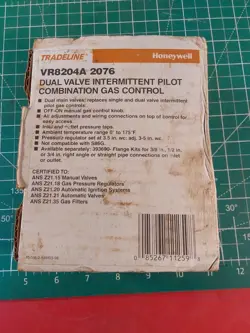 TRADELINE Honeywell
VR8204A 2076
DUAL VALVE INTERMITTENT PILOT
COMBINATION GAS CONTROL
■ Dual main valves; replaces single and dual valve intermittent
pilot gas controls.
■ OFF-ON manual gas control knob.
■ All adjustments and wiring connections on top of control for
easy access.
■ Inlet and outlet pressure taps.
■ Ambient temperature range 0° to 175°F.
■ Pressure regulator set at 3.5 in. wc; adj. 3-5 in. wc.
■ Not compatible with S86G.
■ Available separately: 393690- Flange Kits for 3/8 in., 1/2 in.
or 3/4 in. right angle or straight pipe connections on inlet
or outlet.
CERTIFIED TO:
ANS Z21.15 Manual Valves
ANS Z21.18 Gas Pressure Regulators
ANS Z21.20 Automatic Ignition Systems
ANS Z21.21 Automatic Valves
ANS Z21.35 Gas Filters
0 85267 11259